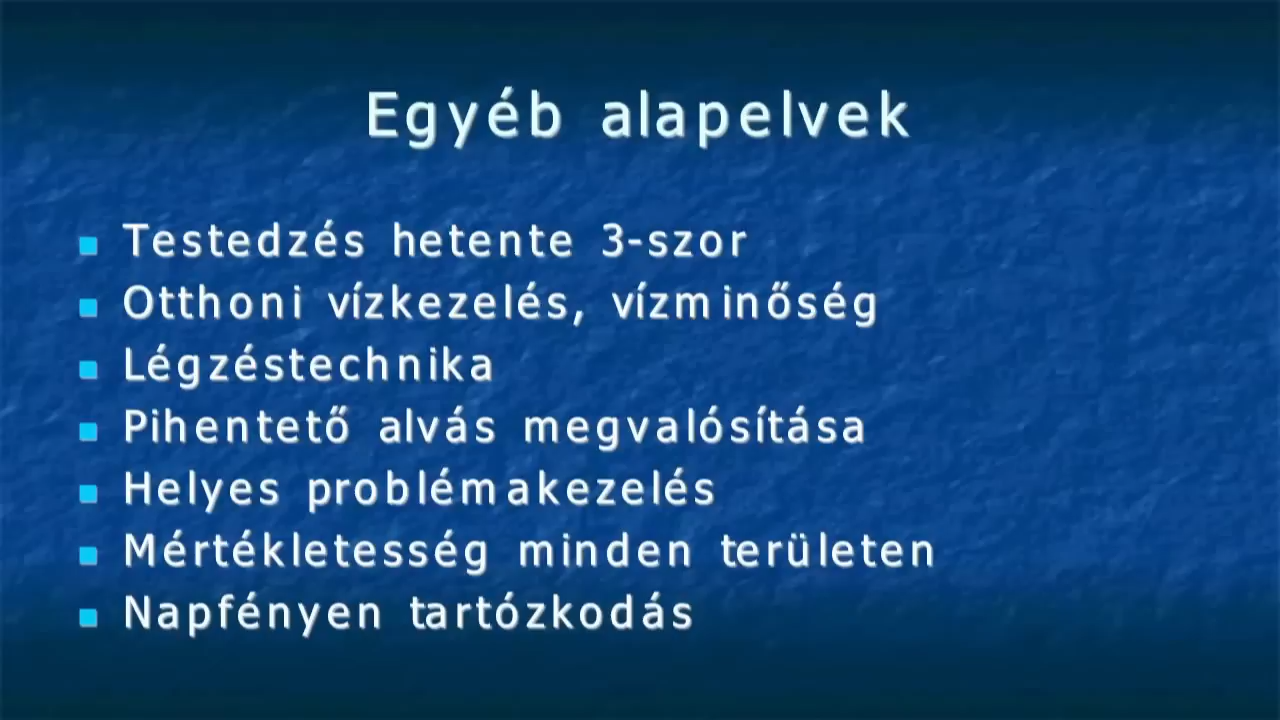 Egyéb alapelvek
Testedzés hetente 3-szor
Otthoni vízkezelés, vízminőség
Légzéstechnika
Pihentető alvás megvalósítása
Helyes problémakezelés
Mértékletesség minden területen
Napfényen tartózkodás